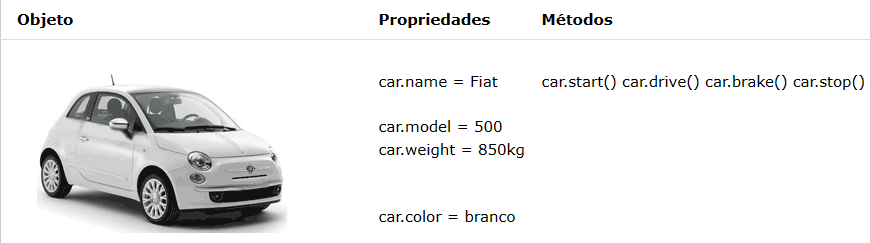 Objeto Propriedades Métodos
car.name = Fiat car.start() car.drive() car.brake() car.stop()
car.model = 500
car.weight = 850kg
car.color = branco